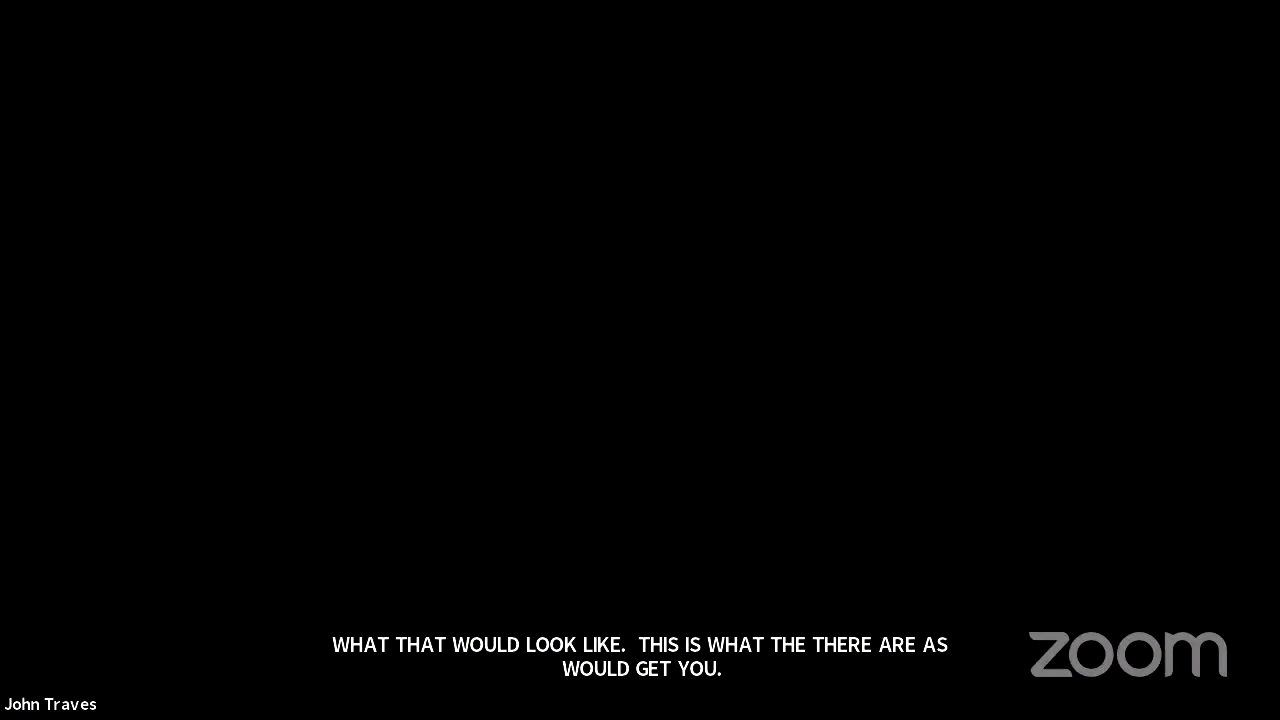 WHAT THAT WOULD LOOK LIKE.  THIS IS WHAT THE THERE ARE AS
WOULD GET YOU.
zoom
John Traves